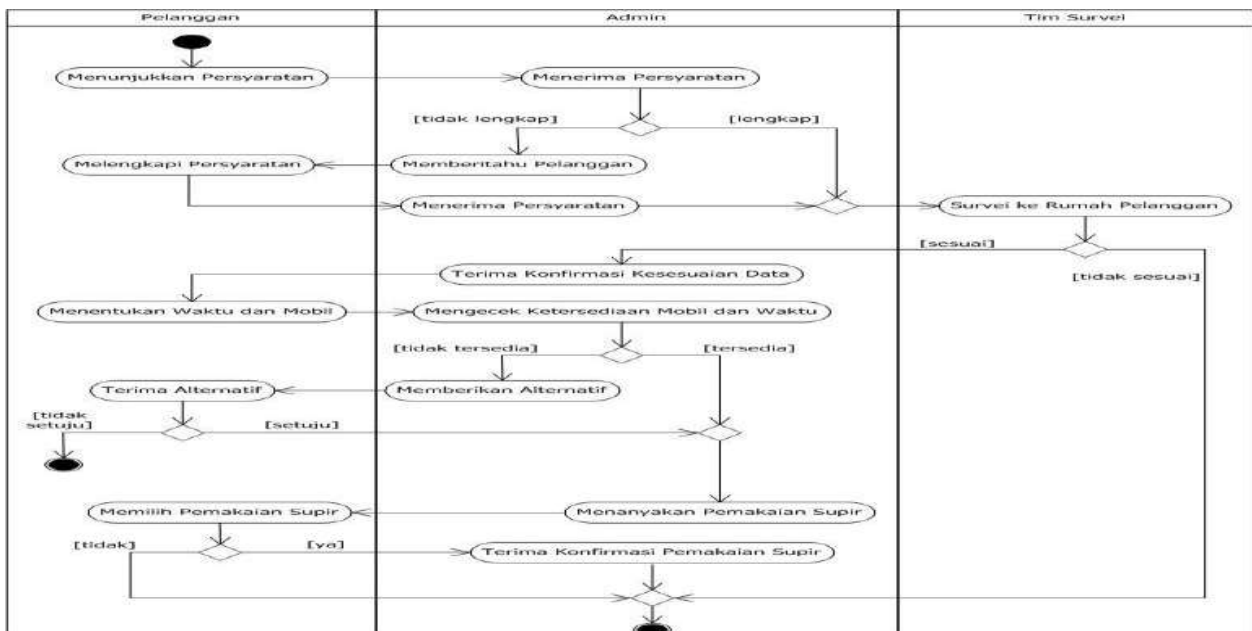 Pelanggan
Admin
Tim Survei
Menunjukkan Persyaratan
Menerima Persyaratan
[tidak lengkap]
[lengkap]
Melengkapi Persyaratan
Memberitahu Pelanggan
Menerima Persyaratan
Survei ke Rumah Pelanggan
[sesuai]
[tidak sesuai]
Terima Konfirmasi Kesesuaian Data
Menentukan Waktu dan Mobil
Mengecek Ketersediaan Mobil dan Waktu
[tidak tersedia]
[tersedia]
Terima Alternatif
Memberikan Alternatif
[tidak
setuju]
[setuju]
Memilih Pemakaian Supir
Menanyakan Pemakaian Supir
[tidak]
[ya]
Terima Konfirmasi Pemakaian Supir